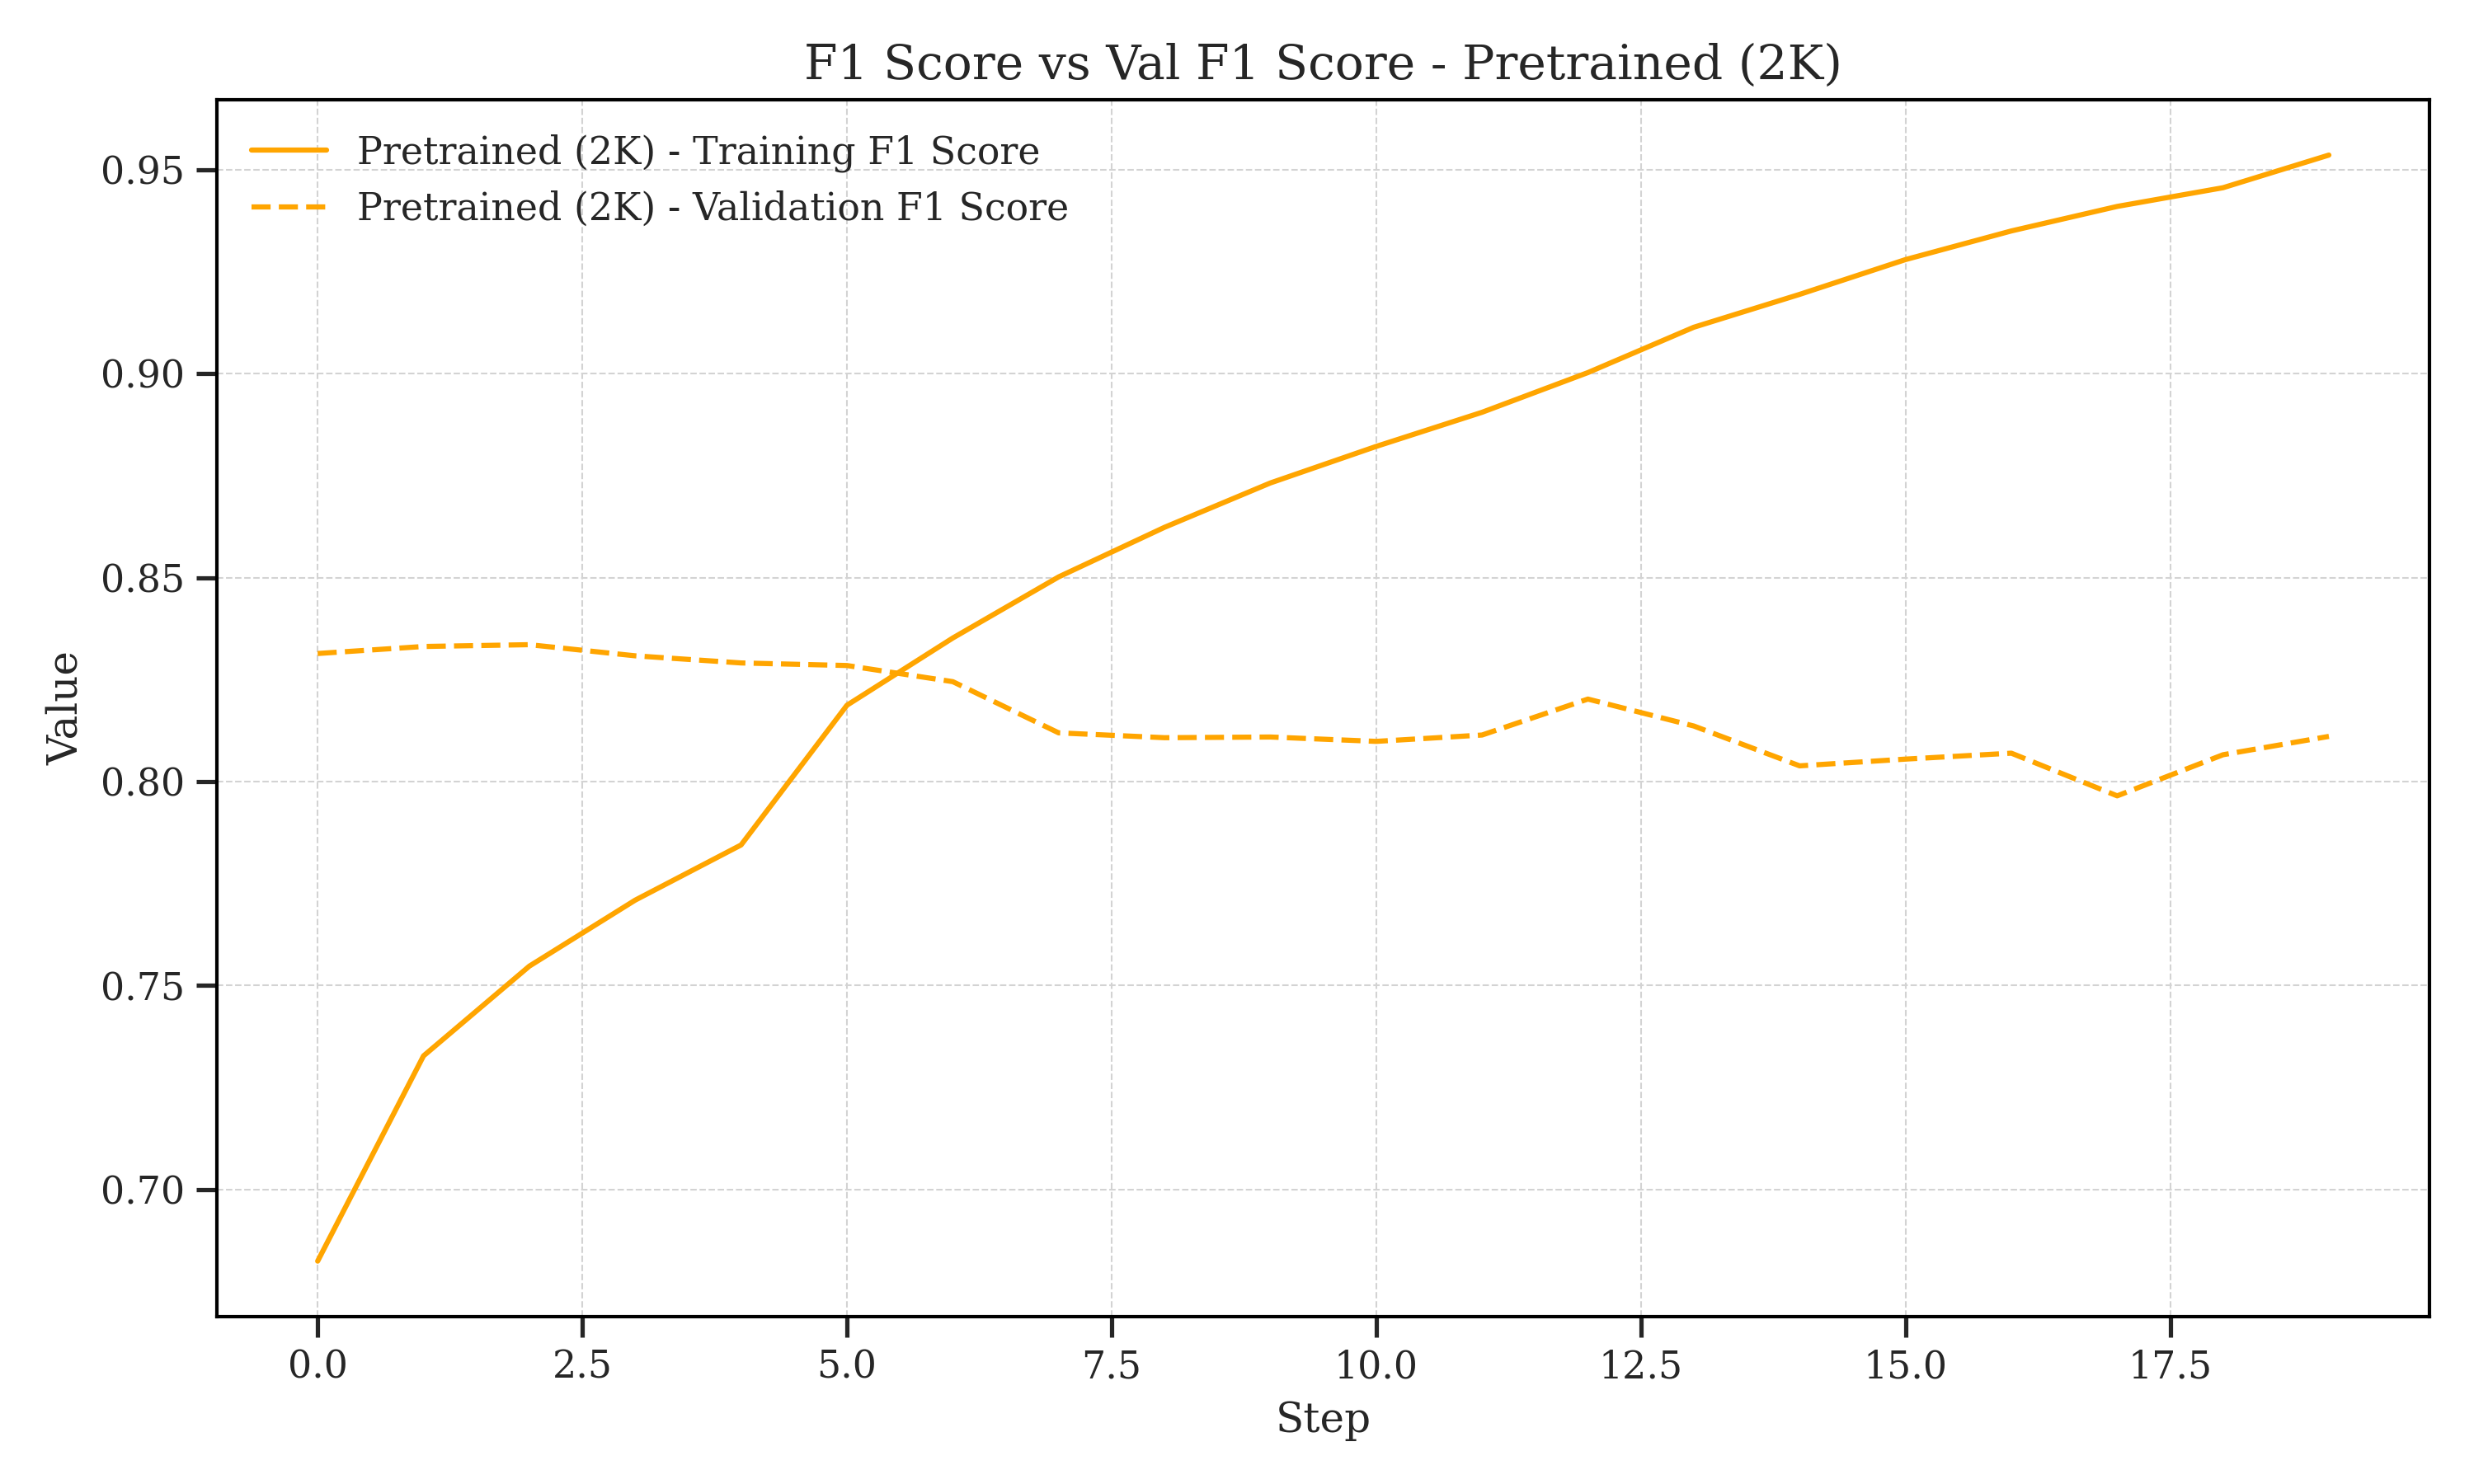 F1 Score vs Val F1 Score - Pretrained (2K)
Pretrained (2K) - Training F1 Score
Pretrained (2K) - Validation F1 Score
Value
0.95
0.90
0.85
0.80
0.75
0.70
0.0 2.5 5.0 7.5 10.0 12.5 15.0 17.5
Step